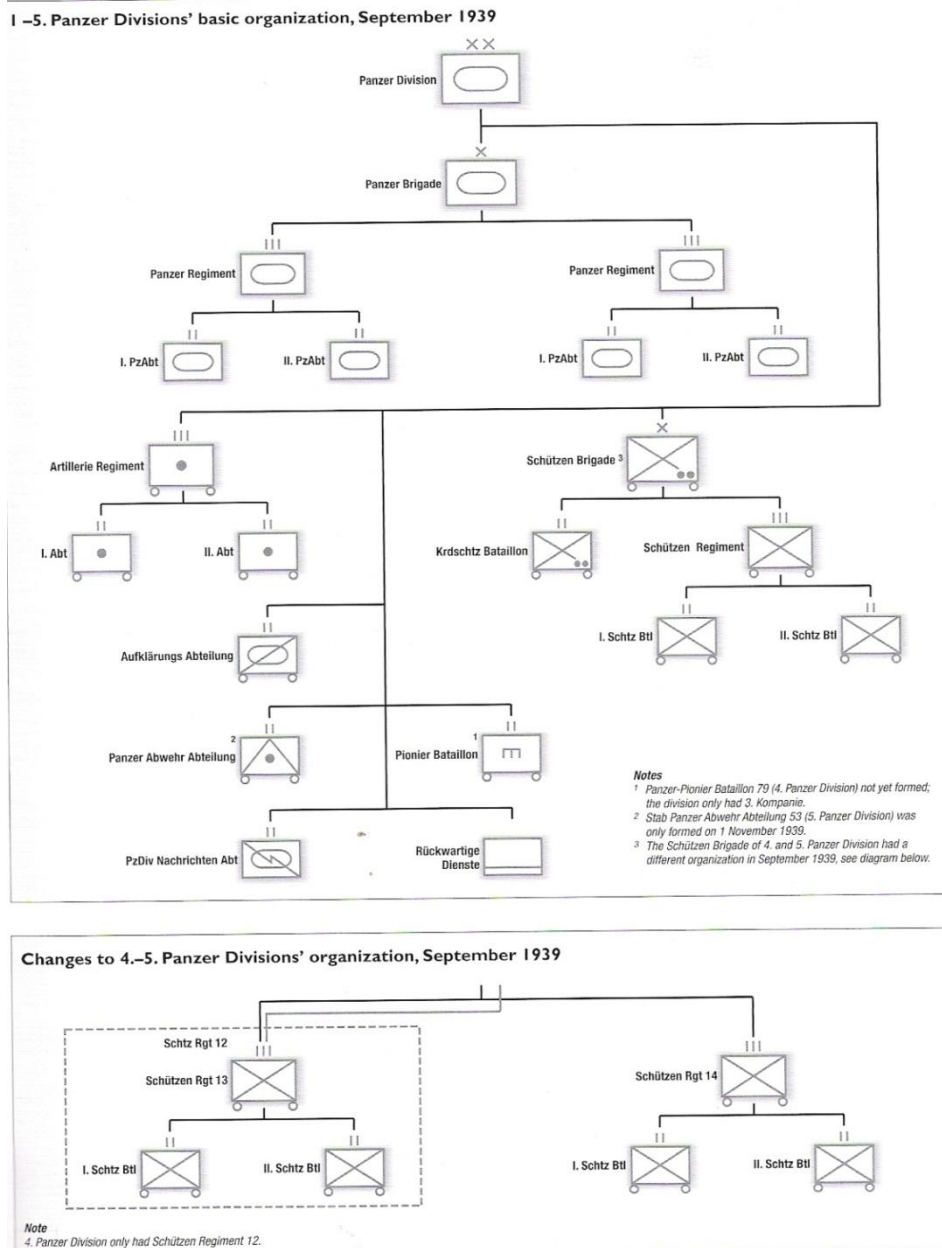 1 –5. Panzer Divisions’ basic organization, September 1939
Panzer Division
Panzer Brigade
Panzer Regiment
Panzer Regiment
I. PzAbt
II. PzAbt
I. PzAbt
II. PzAbt
Artillerie Regiment
Schützen Brigade 3
I. Abt
II. Abt
Krdschtz Bataillon
Schützen Regiment
I. Schtz Btl
II. Schtz Btl
Aufklärungs Abteilung
Panzer Abwehr Abteilung 2
Pionier Bataillon 1
PzDiv Nachrichten Abt
Rückwartige
Dienste
Notes
1 Panzer-Pionier Bataillon 79 (4. Panzer Division) not yet formed;
the division only had 3. Kompanie.
2 Stab Panzer Abwehr Abteilung 53 (5. Panzer Division) was
only formed on 1 November 1939.
3 The Schützen Brigade of 4. and 5. Panzer Division had a
different organization in September 1939, see diagram below.
Changes to 4.–5. Panzer Divisions’ organization, September 1939
Schtz Rgt 12
Schützen Rgt 13
Schützen Rgt 14
I. Schtz Btl
II. Schtz Btl
I. Schtz Btl
II. Schtz Btl
Note
4. Panzer Division only had Schützen Regiment 12.